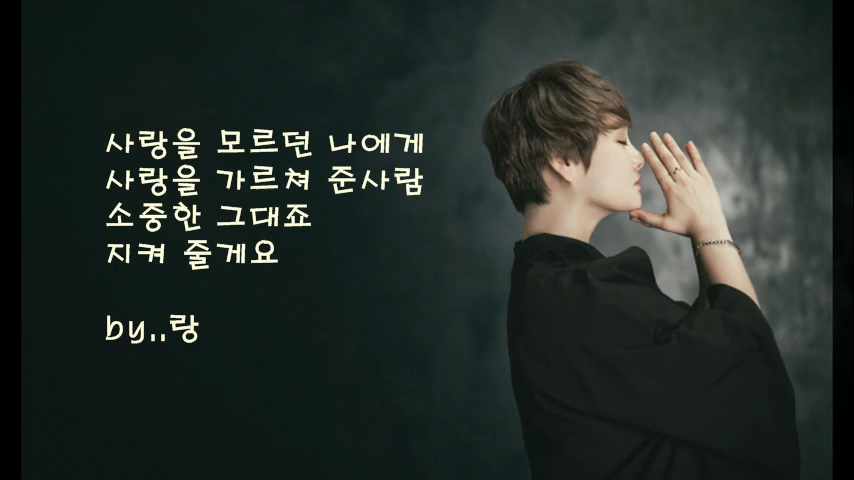 사랑을 모르던 나에게
사랑을 가르쳐 준사람
소중한 그대죠
지켜 줄게요
by..랑